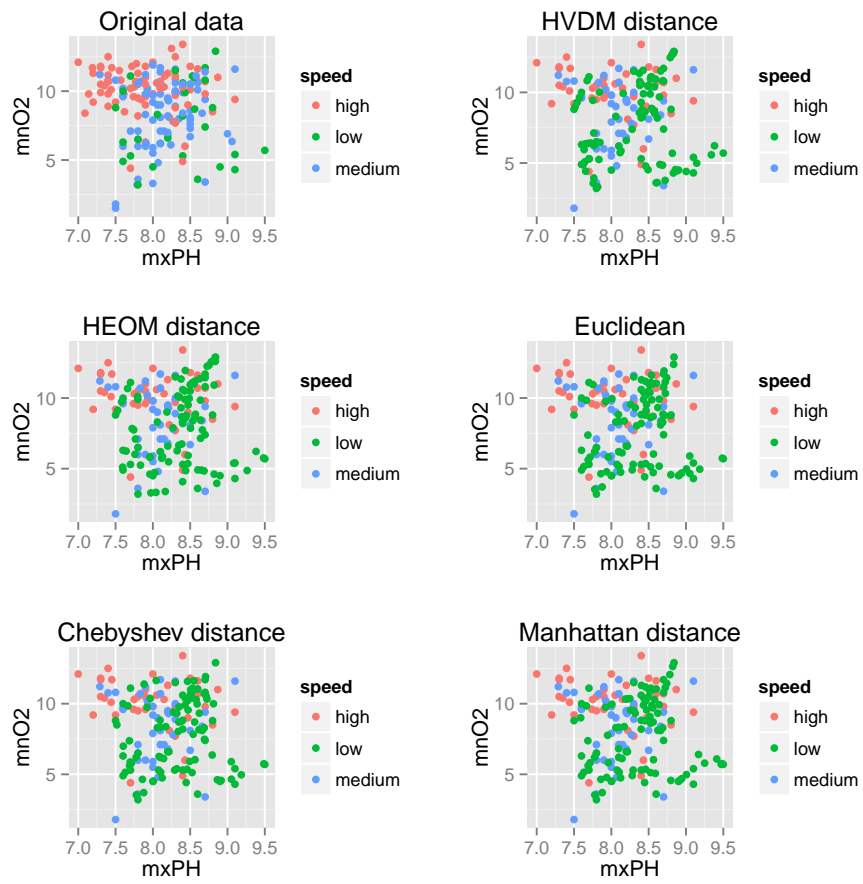 Original data
mnO2
10
5
7.0 7.5 8.0 8.5 9.0 9.5
mxPH
speed
high
low
medium
HVDM distance
mnO2
10
5
7.0 7.5 8.0 8.5 9.0 9.5
mxPH
speed
high
low
medium
HEOM distance
mnO2
10
5
7.0 7.5 8.0 8.5 9.0 9.5
mxPH
speed
high
low
medium
Euclidean
mnO2
10
5
7.0 7.5 8.0 8.5 9.0 9.5
mxPH
speed
high
low
medium
Chebyshev distance
mnO2
10
5
7.0 7.5 8.0 8.5 9.0 9.5
mxPH
speed
high
low
medium
Manhattan distance
mnO2
10
5
7.0 7.5 8.0 8.5 9.0 9.5
mxPH
speed
high
low
medium